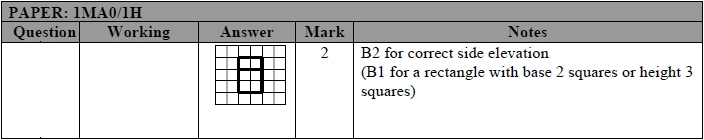 PAPER: 1MA0/1H
Question Working Answer Mark Notes
2 B2 for correct side elevation
(B1 for a rectangle with base 2 squares or height 3
squares)